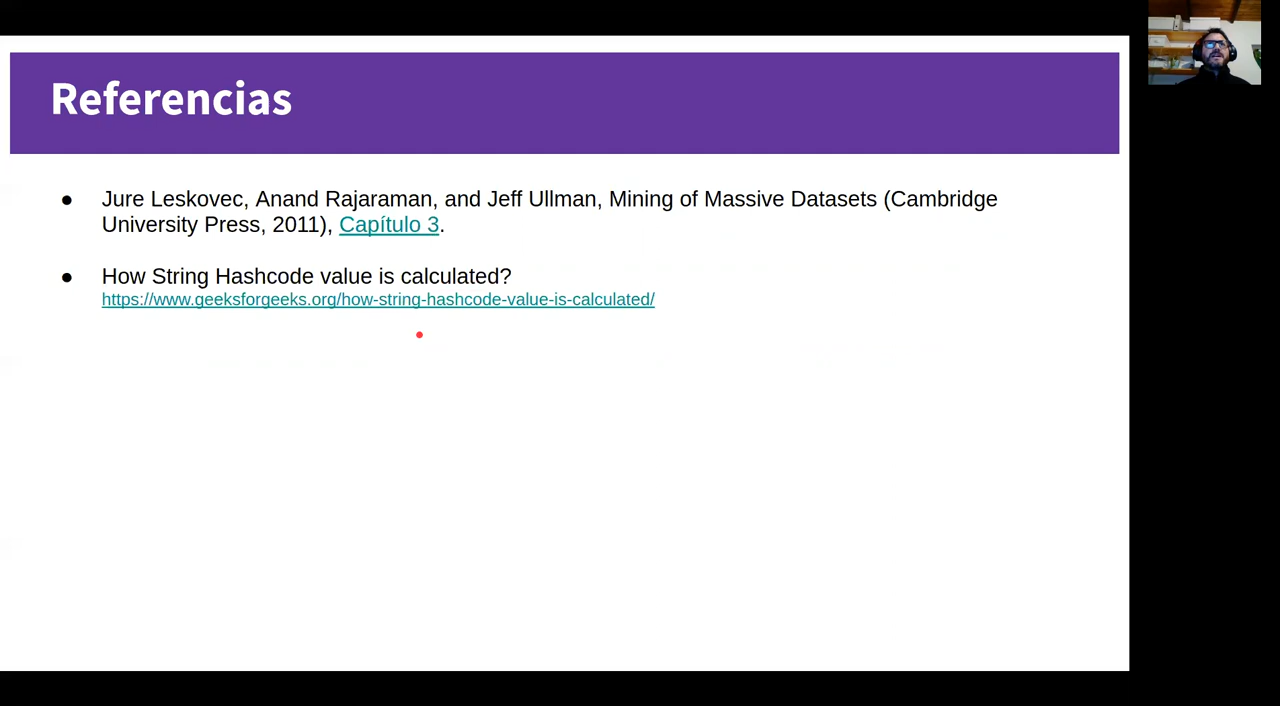 Referencias
● Jure Leskovec, Anand Rajaraman, and Jeff Ullman, Mining of Massive Datasets (Cambridge
University Press, 2011), Capítulo 3.
● How String Hashcode value is calculated?
https://www.geeksforgeeks.org/how-string-hashcode-value-is-calculated/